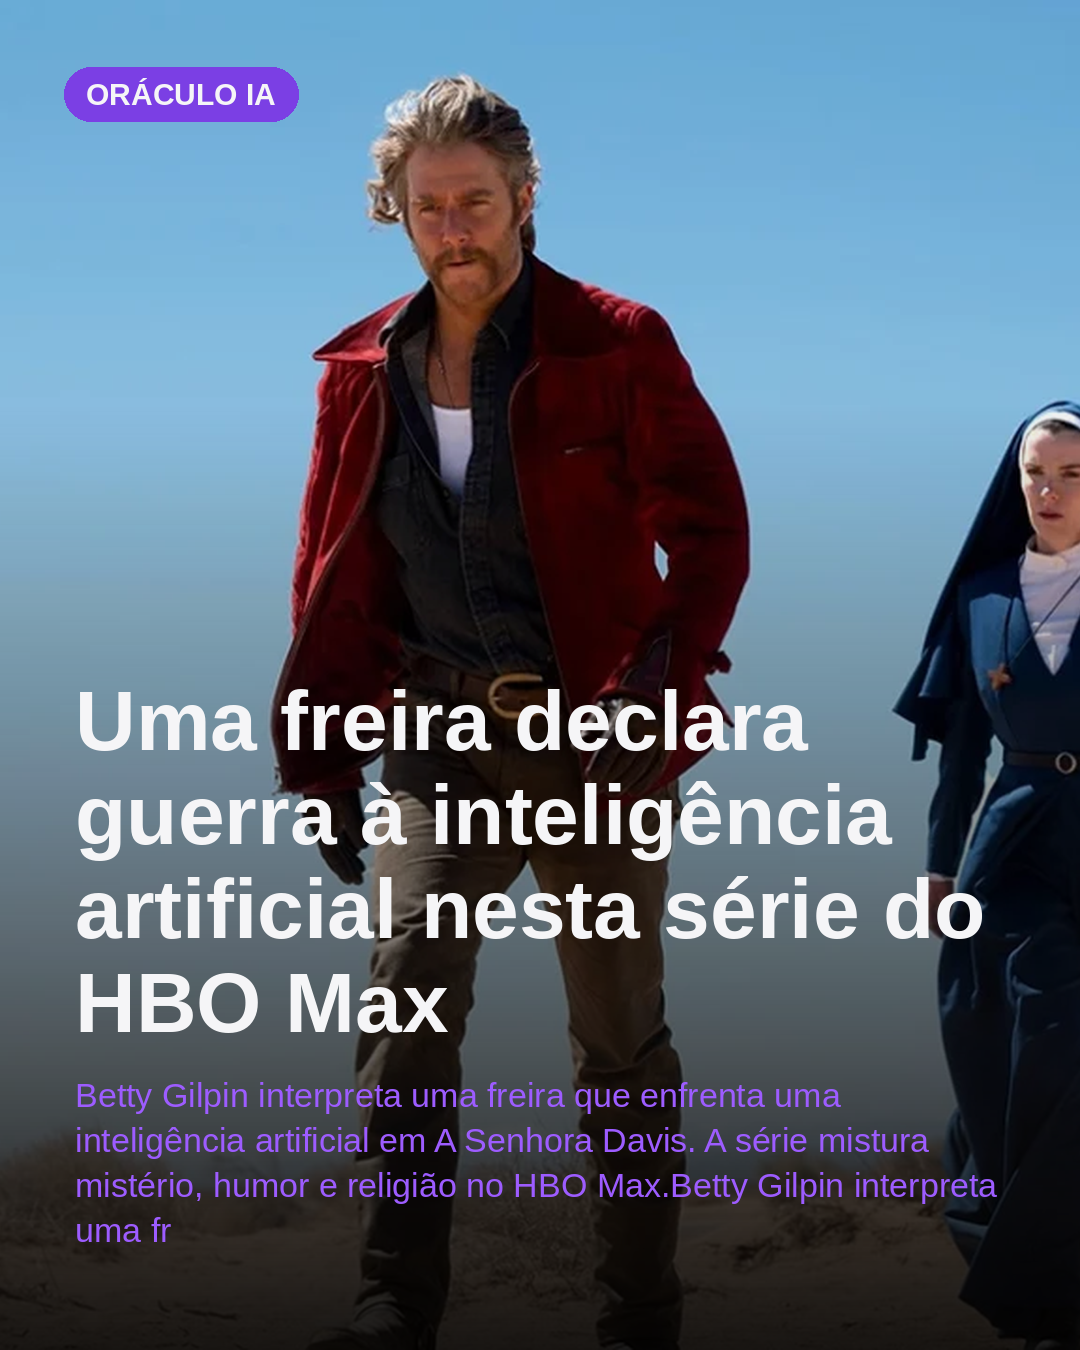 ORÁCULO IA
Uma freira declara
guerra à inteligência
artificial nesta série do
HBO Max
Betty Gilpin interpreta uma freira que enfrenta uma
inteligência artificial em A Senhora Davis. A série mistura
mistério, humor e religião no HBO Max.Betty Gilpin interpreta
uma fr